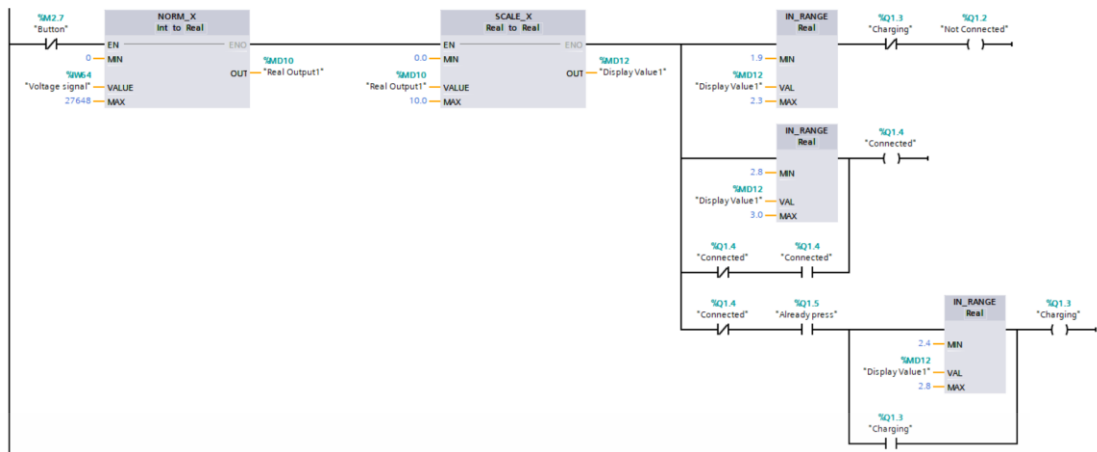 %M2.7
"Button"
NORM_X
Int to Real
EN
ENO
0
MIN
%MD10
OUT
"Real Output1"
%IW64
"Voltage signal"
VALUE
27648
MAX
SCALE_X
Real to Real
EN
ENO
0.0
MIN
%MD12
OUT
"Display Value1"
%MD10
"Real Output1"
VALUE
10.0
MAX
IN_RANGE
Real
1.9
MIN
%MD12
"Display Value1"
VAL
2.3
MAX
%Q1.3
"Charging"
%Q1.2
"Not Connected"
IN_RANGE
Real
2.8
MIN
%MD12
"Display Value1"
VAL
3.0
MAX
%Q1.4
"Connected"
%Q1.4
"Connected"
%Q1.4
"Connected"
%Q1.4
"Connected"
%Q1.5
"Already press"
IN_RANGE
Real
2.4
MIN
%MD12
"Display Value1"
VAL
2.8
MAX
%Q1.3
"Charging"
%Q1.3
"Charging"